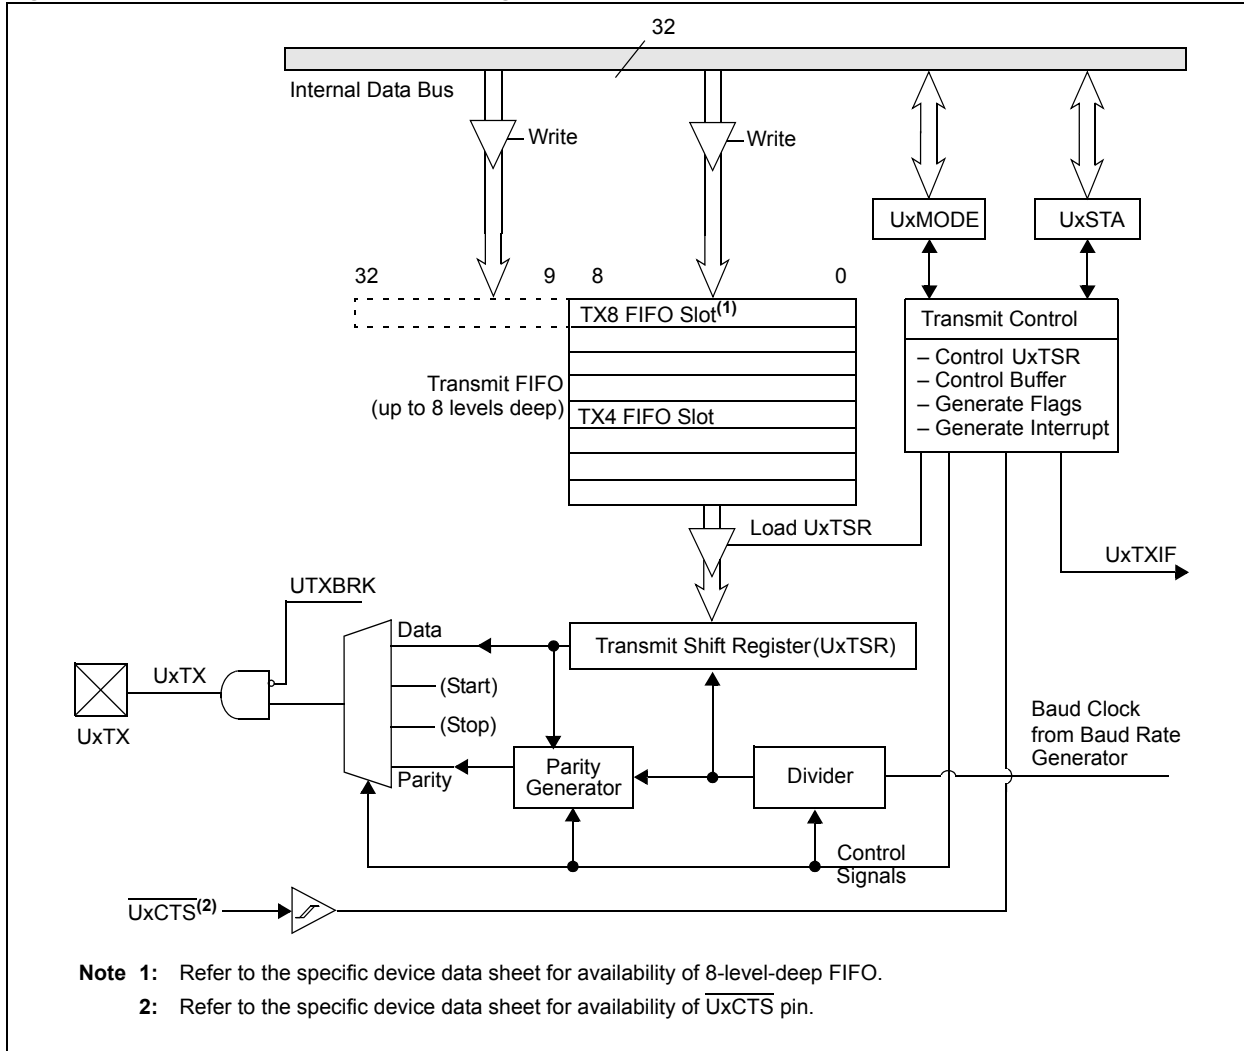 32
Internal Data Bus
Write
Write
UxMODE
UxSTA
32
9
8
0
TX8 FIFO Slot(1)
Transmit Control
– Control UxTSR
– Control Buffer
– Generate Flags
– Generate Interrupt
Transmit FIFO
(up to 8 levels deep)
TX4 FIFO Slot
Load UxTSR
UxTXIF
UTXBRK
Data
Transmit Shift Register(UxTSR)
UxTX
(Start)
(Stop)
UxTX
Baud Clock
from Baud Rate
Generator
Parity
Parity
Generator
Divider
Control
Signals
UxCTS(2)
Note 1: Refer to the specific device data sheet for availability of 8-level-deep FIFO.
2: Refer to the specific device data sheet for availability of UxCTS pin.